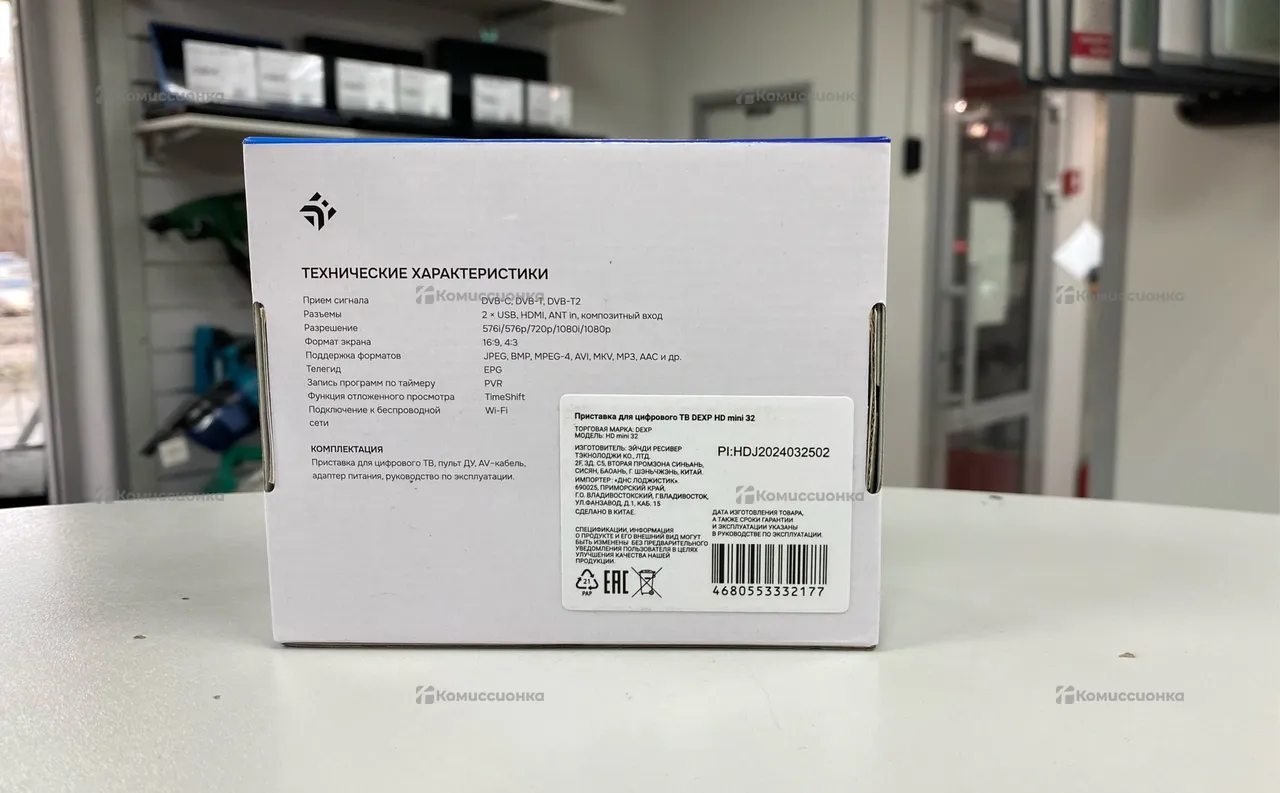 ТЕХНИЧЕСКИЕ ХАРАКТЕРИСТИКИ
Прием сигнала DVB-C, DVB-T, DVB-T2
Разъемы 2 × USB, HDMI, ANT in, композитный вход
Разрешение 576i/576p/720p/1080i/1080p
Формат экрана 16:9, 4:3
Поддержка форматов JPEG, BMP, MPEG-4, AVI, MKV, MP3, AAC и др.
Телегид EPG
Запись программ по таймеру PVR
Функция отложенного просмотра TimeShift
Подключение к беспроводной Wi-Fi
сети
КОМПЛЕКТАЦИЯ
Приставка для цифрового ТВ, пульт ДУ, AV-кабель,
адаптер питания, руководство по эксплуатации.
Приставка для цифрового ТВ DEXP HD mini 32
ТОРГОВАЯ МАРКА: DEXP
МОДЕЛЬ: HD mini 32
ИЗГОТОВИТЕЛЬ: ЭЙЧДИ РЕСИВЕР
ТЭКНОЛОДЖИ КО., ЛТД.
2F, ЗД. C5, ВТОРАЯ ПРОМЗОНА СИНЬАНЬ,
СИСЯН, БАОАНЬ, Г. ШЭНЬЧЖЭНЬ, КИТАЙ.
ИМПОРТЕР: «ДНС ЛОДЖИСТИК».
690025, ПРИМОРСКИЙ КРАЙ,
Г.О. ВЛАДИВОСТОКСКИЙ, Г.ВЛАДИВОСТОК,
УЛ.ФАНЗАВОД, Д.1, КАБ. 15
СДЕЛАНО В КИТАЕ.
PI:HDJ2024032502
СПЕЦИФИКАЦИИ, ИНФОРМАЦИЯ
О ПРОДУКТЕ И ЕГО ВНЕШНИЙ ВИД МОГУТ
БЫТЬ ИЗМЕНЕНЫ БЕЗ ПРЕДВАРИТЕЛЬНОГО
УВЕДОМЛЕНИЯ ПОЛЬЗОВАТЕЛЯ В ЦЕЛЯХ
УЛУЧШЕНИЯ КАЧЕСТВА НАШЕЙ
ПРОДУКЦИИ.
ДАТА ИЗГОТОВЛЕНИЯ ТОВАРА,
А ТАКЖЕ СРОКИ ГАРАНТИИ
И ЭКСПЛУАТАЦИИ УКАЗАНЫ
В РУКОВОДСТВЕ ПО ЭКСПЛУАТАЦИИ.
21
PAP
EAC
4680553332177
Комиссионка
Комиссионка
Комиссионка
Комиссионка
Комиссионка
Комиссионка
Комиссионка
Комиссионка